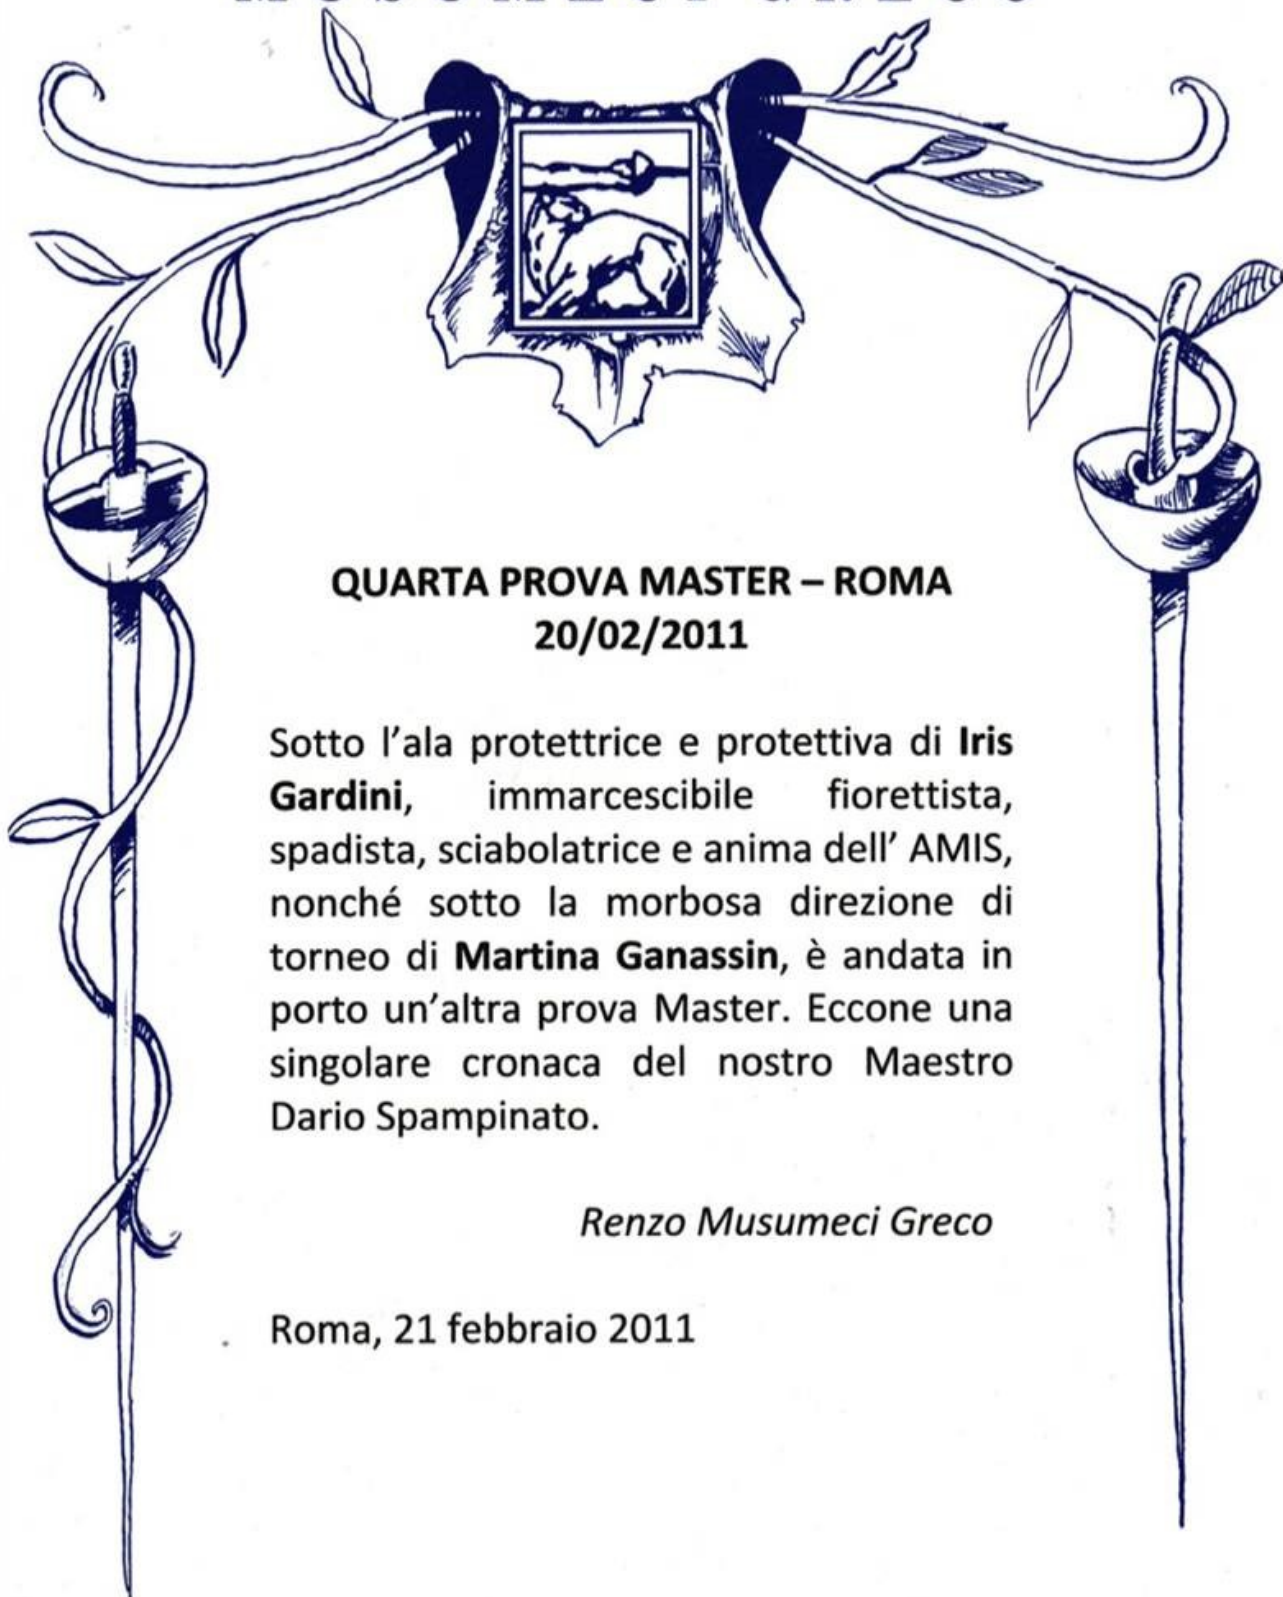 QUARTA PROVA MASTER – ROMA
20/02/2011
Sotto l’ala protettrice e protettiva di Iris
Gardini, immarcescibile fiorettista,
spadista, sciabolatrice e anima dell’ AMIS,
nonché sotto la morbosa direzione di
torneo di Martina Ganassin, è andata in
porto un’altra prova Master. Eccone una
singolare cronaca del nostro Maestro
Dario Spampinato.
Renzo Musumeci Greco
Roma, 21 febbraio 2011